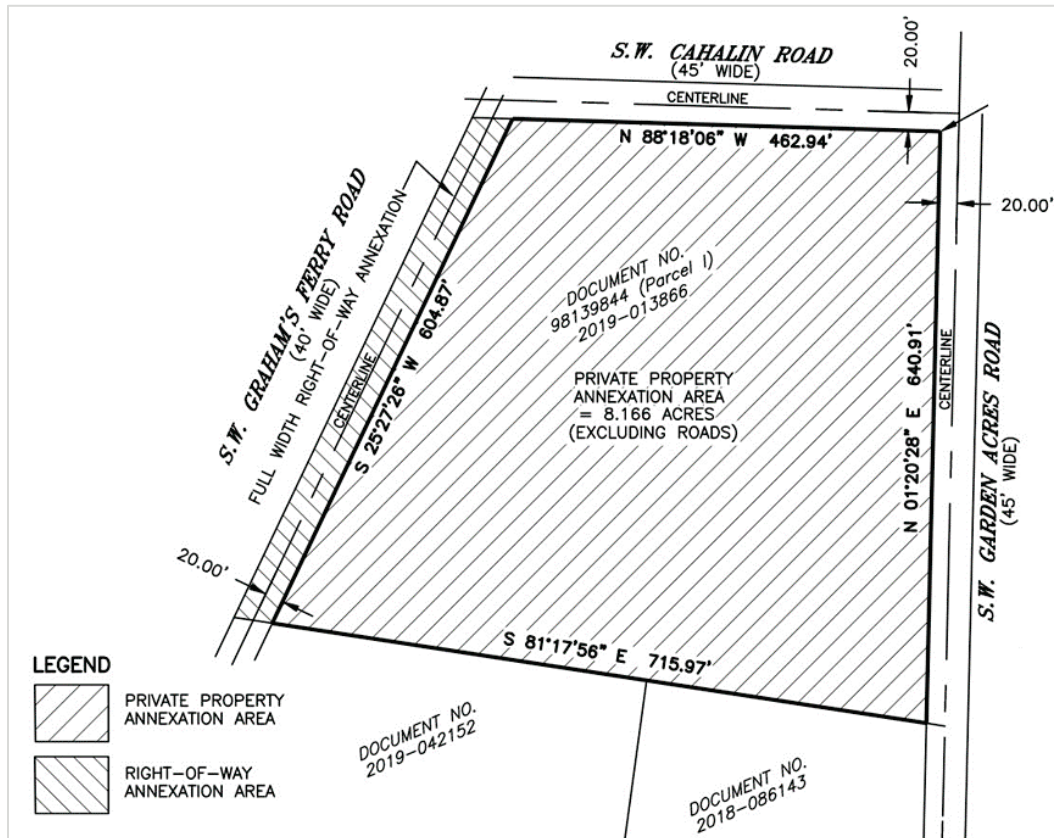 S.W. CAHALIN ROAD
(45' WIDE)
CENTERLINE
20.00'
N 88°18'06" W 462.94'
20.00'
S.W. GRAHAM'S FERRY ROAD
(40' WIDE)
FULL WIDTH RIGHT-OF-WAY ANNEXATION
CENTERLINE
S 25°27'26" W 604.87'
DOCUMENT NO.
98139844 (Parcel I)
2019-013866
PRIVATE PROPERTY
ANNEXATION AREA
= 8.166 ACRES
(EXCLUDING ROADS)
N 01°20'28" E 640.91'
CENTERLINE
S.W. GARDEN ACRES ROAD
(45' WIDE)
20.00'
S 81°17'56" E 715.97'
LEGEND
PRIVATE PROPERTY
ANNEXATION AREA
RIGHT-OF-WAY
ANNEXATION AREA
DOCUMENT NO.
2019-042152
DOCUMENT NO.
2018-086143